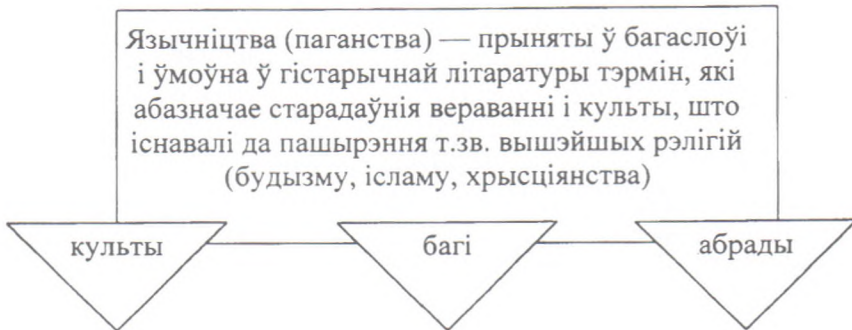 Язычніцтва (паганства) — прыняты ў багаслоўі
і ўмоўна ў гістарычнай літаратуры тэрмін, які
абазначае старадаўнія вераванні і культы, што
існавалі да пашырэння т.зв. вышэйшых рэлігій
(будызму, ісламу, хрысціянства)
культы багі абрады